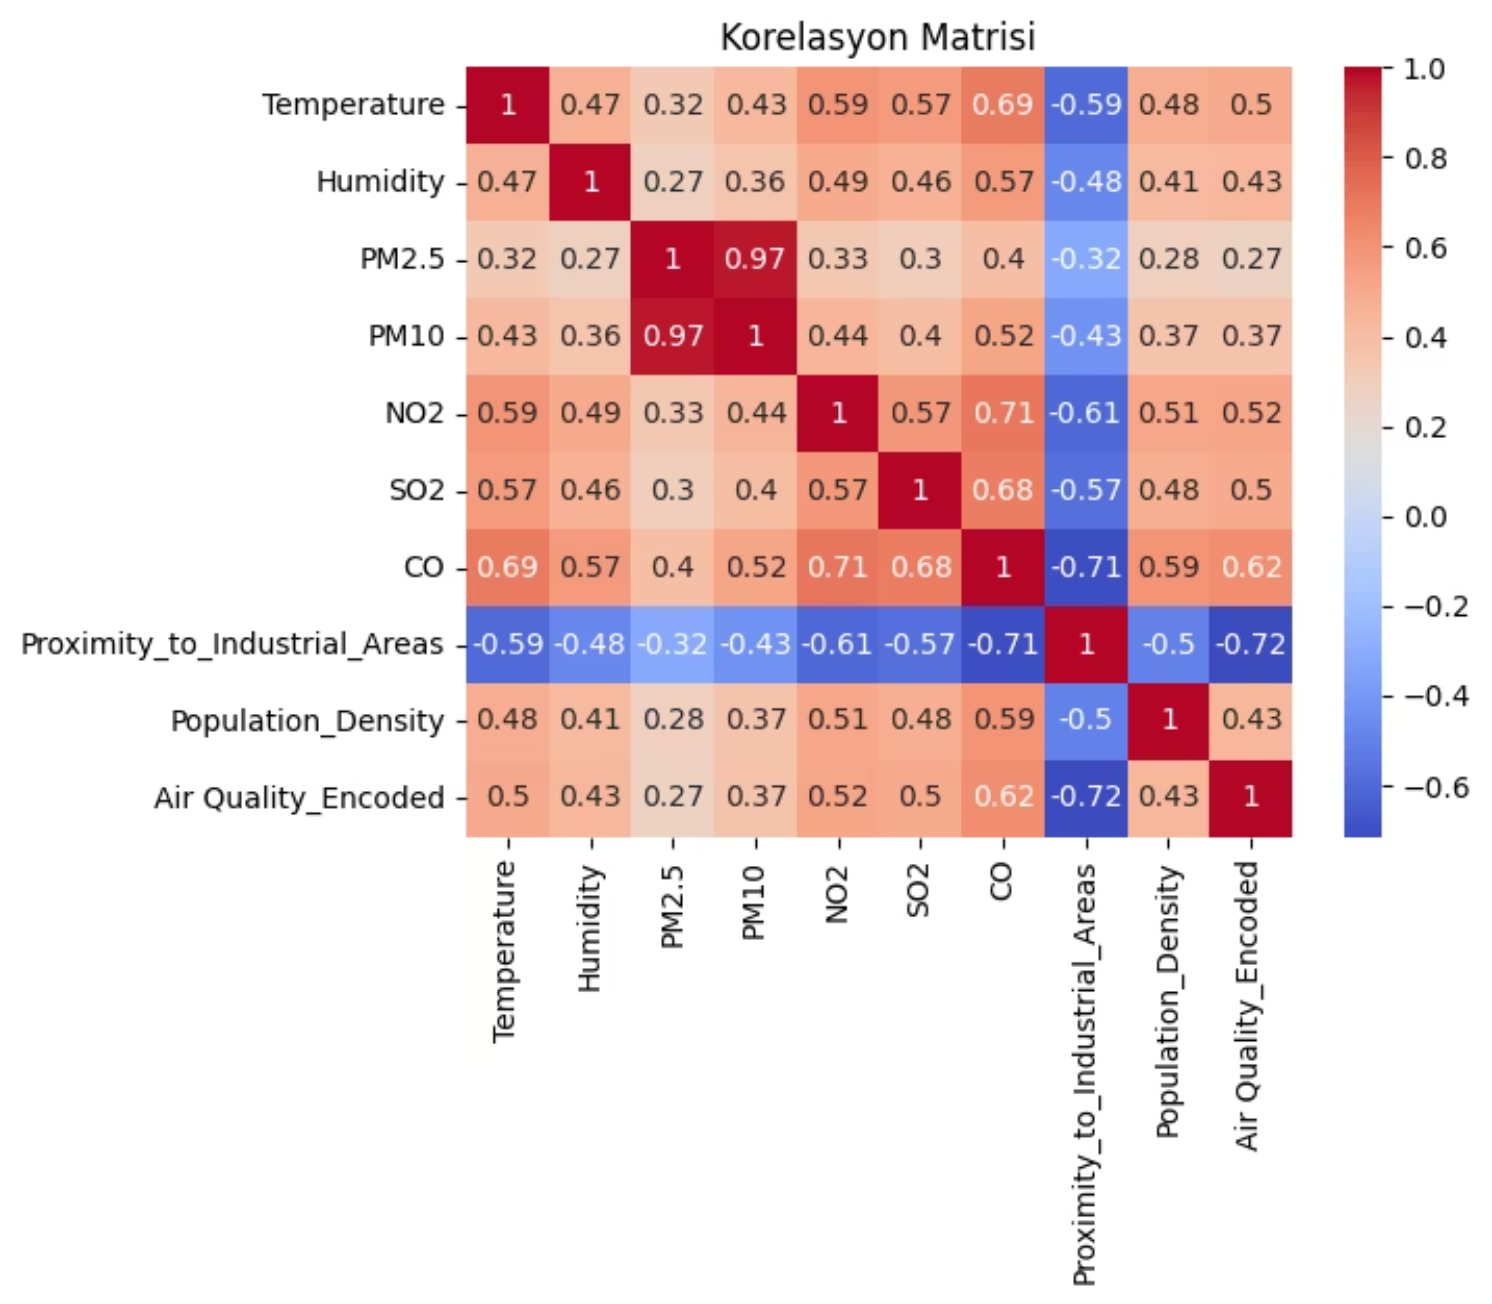 Korelasyon Matrisi
Temperature 1 0.47 0.32 0.43 0.59 0.57 0.69 -0.59 0.48 0.5
Humidity 0.47 1 0.27 0.36 0.49 0.46 0.57 -0.48 0.41 0.43
PM2.5 0.32 0.27 1 0.97 0.33 0.3 0.4 -0.32 0.28 0.27
PM10 0.43 0.36 0.97 1 0.44 0.4 0.52 -0.43 0.37 0.37
NO2 0.59 0.49 0.33 0.44 1 0.57 0.71 -0.61 0.51 0.52
SO2 0.57 0.46 0.3 0.4 0.57 1 0.68 -0.57 0.48 0.5
CO 0.69 0.57 0.4 0.52 0.71 0.68 1 -0.71 0.59 0.62
Proximity_to_Industrial_Areas -0.59 -0.48 -0.32 -0.43 -0.61 -0.57 -0.71 1 -0.5 -0.72
Population_Density 0.48 0.41 0.28 0.37 0.51 0.48 0.59 -0.5 1 0.43
Air Quality_Encoded 0.5 0.43 0.27 0.37 0.52 0.5 0.62 -0.72 0.43 1
Temperature
Humidity
PM2.5
PM10
NO2
SO2
CO
Proximity_to_Industrial_Areas
Population_Density
Air Quality_Encoded
1.0
0.8
0.6
0.4
0.2
0.0
−0.2
−0.4
−0.6